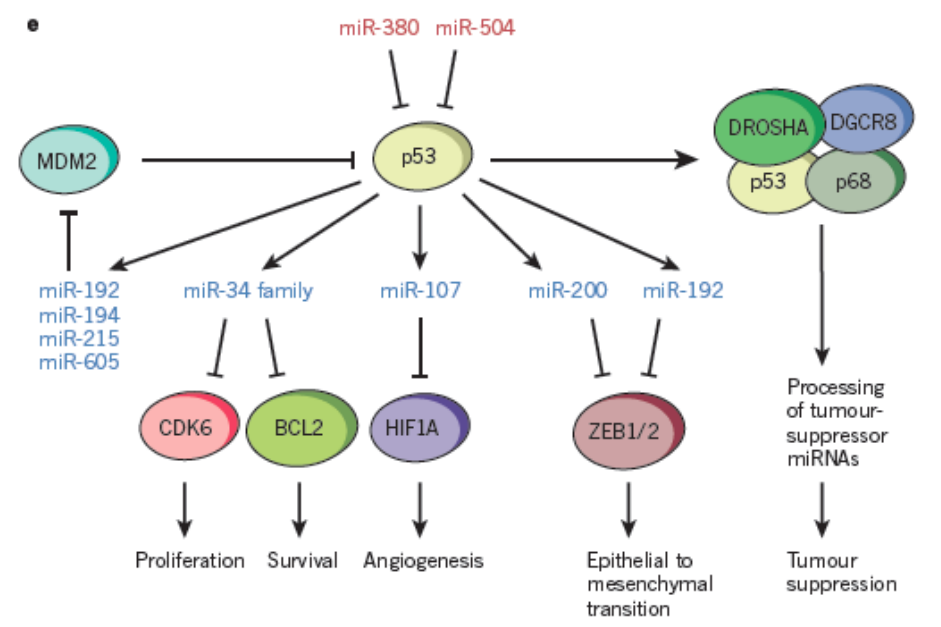 e
miR-380 miR-504
MDM2
p53
DROSHA
DGCR8
p53
p68
miR-192
miR-194
miR-215
miR-605
miR-34 family
miR-107
miR-200
miR-192
CDK6
BCL2
HIF1A
ZEB1/2
Processing
of tumour-
suppressor
miRNAs
Proliferation
Survival
Angiogenesis
Epithelial to
mesenchymal
transition
Tumour
suppression